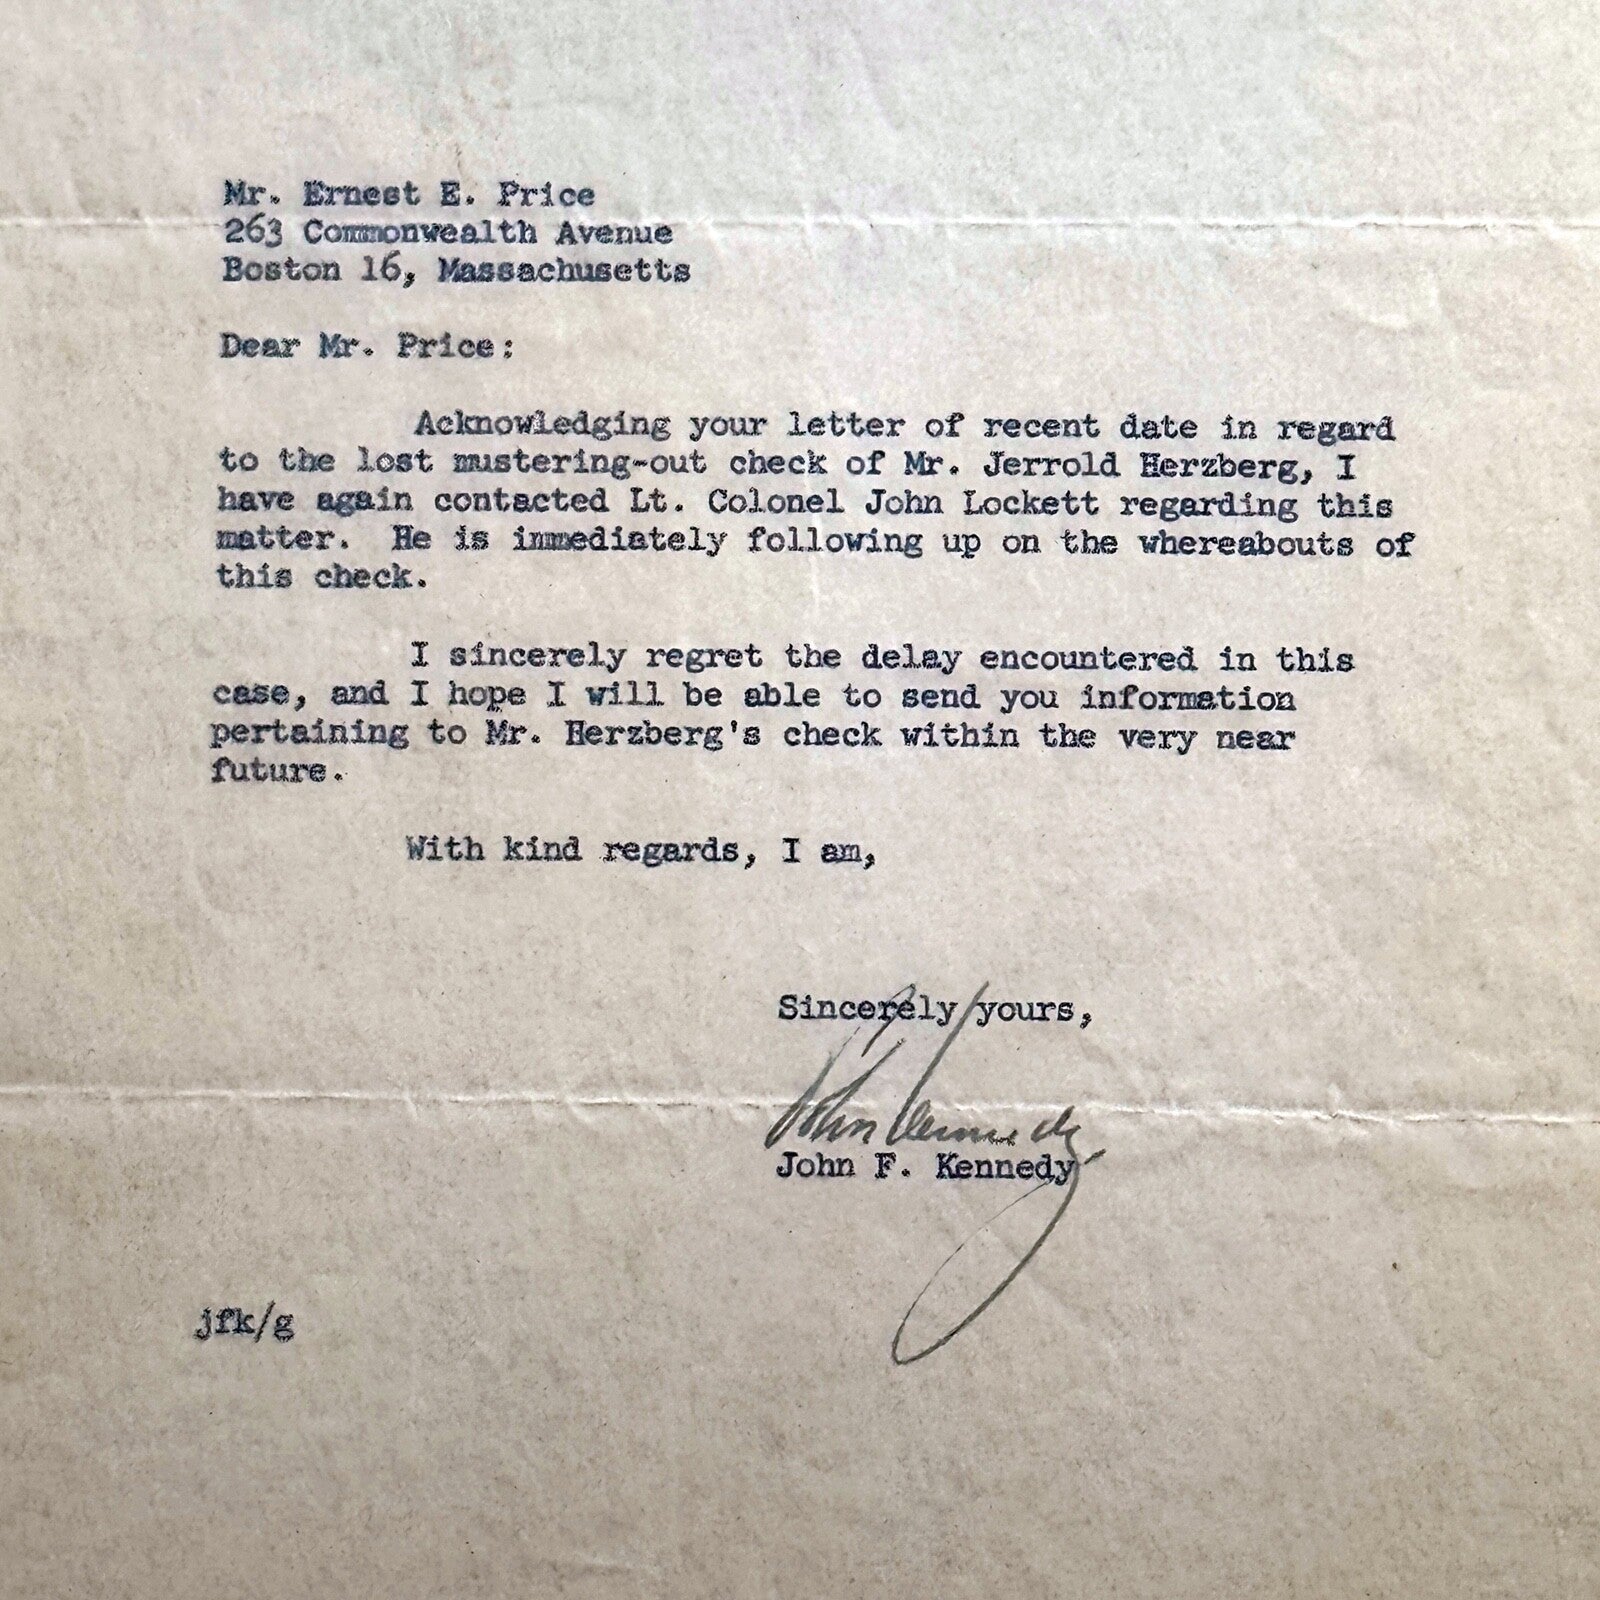 Mr. Ernest E. Price
263 Commonwealth Avenue
Boston 16, Massachusetts
Dear Mr. Price:
Acknowledging your letter of recent date in regard
to the lost mustering-out check of Mr. Jerrold Herzberg, I
have again contacted Lt. Colonel John Lockett regarding this
matter. He is immediately following up on the whereabouts of
this check.
I sincerely regret the delay encountered in this
case, and I hope I will be able to send you information
pertaining to Mr. Herzberg's check within the very near
future.
With kind regards, I am,
Sincerely yours,
John Kennedy
John F. Kennedy
jfk/g